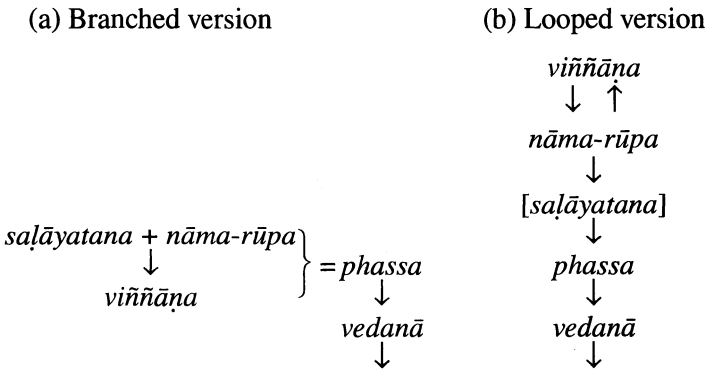 (a) Branched version
saḷāyatana + nāma-rūpa
↓
viññāṇa
} = phassa
↓
vedanā
↓
(b) Looped version
viññāṇa
↓ ↑
nāma-rūpa
↓
[saḷāyatana]
↓
phassa
↓
vedanā
↓